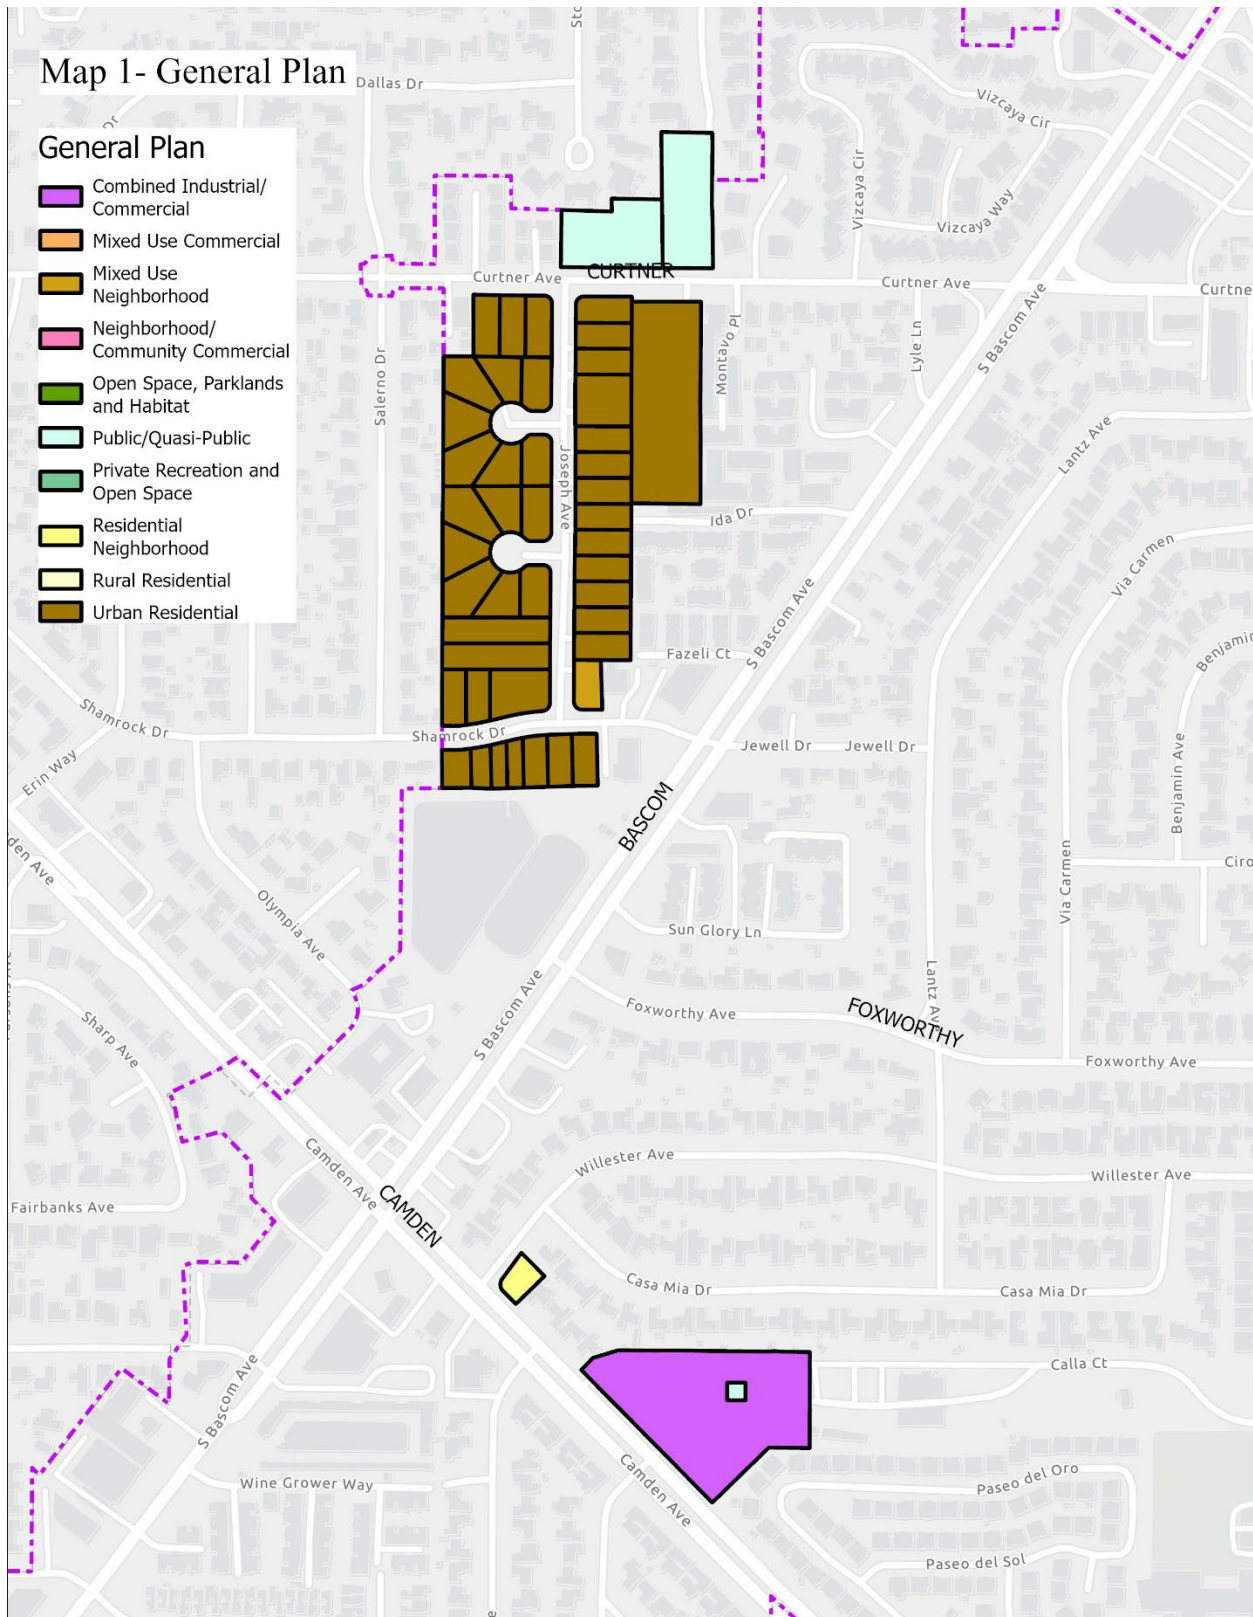 Map 1- General Plan
General Plan
Combined Industrial/
Commercial
Mixed Use Commercial
Mixed Use
Neighborhood
Neighborhood/
Community Commercial
Open Space, Parklands
and Habitat
Public/Quasi-Public
Private Recreation and
Open Space
Residential
Neighborhood
Rural Residential
Urban Residential
Dallas Dr
Dr
Vizcaya Cir
Vizcaya Cir
Vizcaya Way
Curtner Ave
CURTNER
Curtner Ave
Curtne
S Bascom Ave
Lyle Ln
Montavo Pl
Salerno Dr
Lantz Ave
Joseph Ave
Ida Dr
Via Carmen
S Bascom Ave
Fazeli Ct
Benjamin
Shamrock Dr
Shamrock Dr
Jewell Dr
Jewell Dr
Erin Way
BASCOM
Benjamin Ave
den Ave
Via Carmen
Ciro
Olympia Ave
Sun Glory Ln
Lantz Ave
S Bascom Ave
Foxworthy Ave
FOXWORTHY
Foxworthy Ave
Sharp Ave
Camden Ave
Willester Ave
Willester Ave
Fairbanks Ave
CAMDEN
Casa Mia Dr
Casa Mia Dr
Calla Ct
S Bascom Ave
Camden Ave
Wine Grower Way
Paseo del Oro
Paseo del Sol